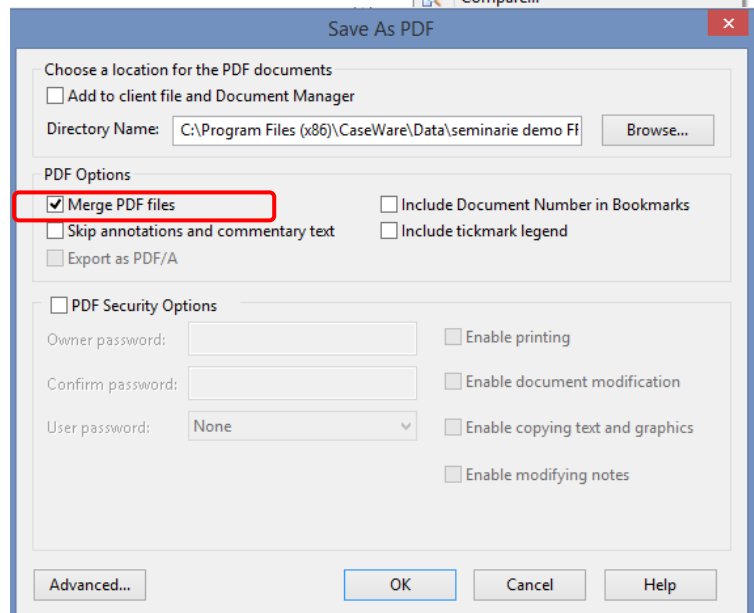 Compare...
Save As PDF
Choose a location for the PDF documents
Add to client file and Document Manager
Directory Name: C:\Program Files (x86)\CaseWare\Data\seminarie demo FF Browse...
PDF Options
Merge PDF files Include Document Number in Bookmarks
Skip annotations and commentary text Include tickmark legend
Export as PDF/A
PDF Security Options
Owner password: Enable printing
Confirm password: Enable document modification
User password: None Enable copying text and graphics
Enable modifying notes
Advanced... OK Cancel Help